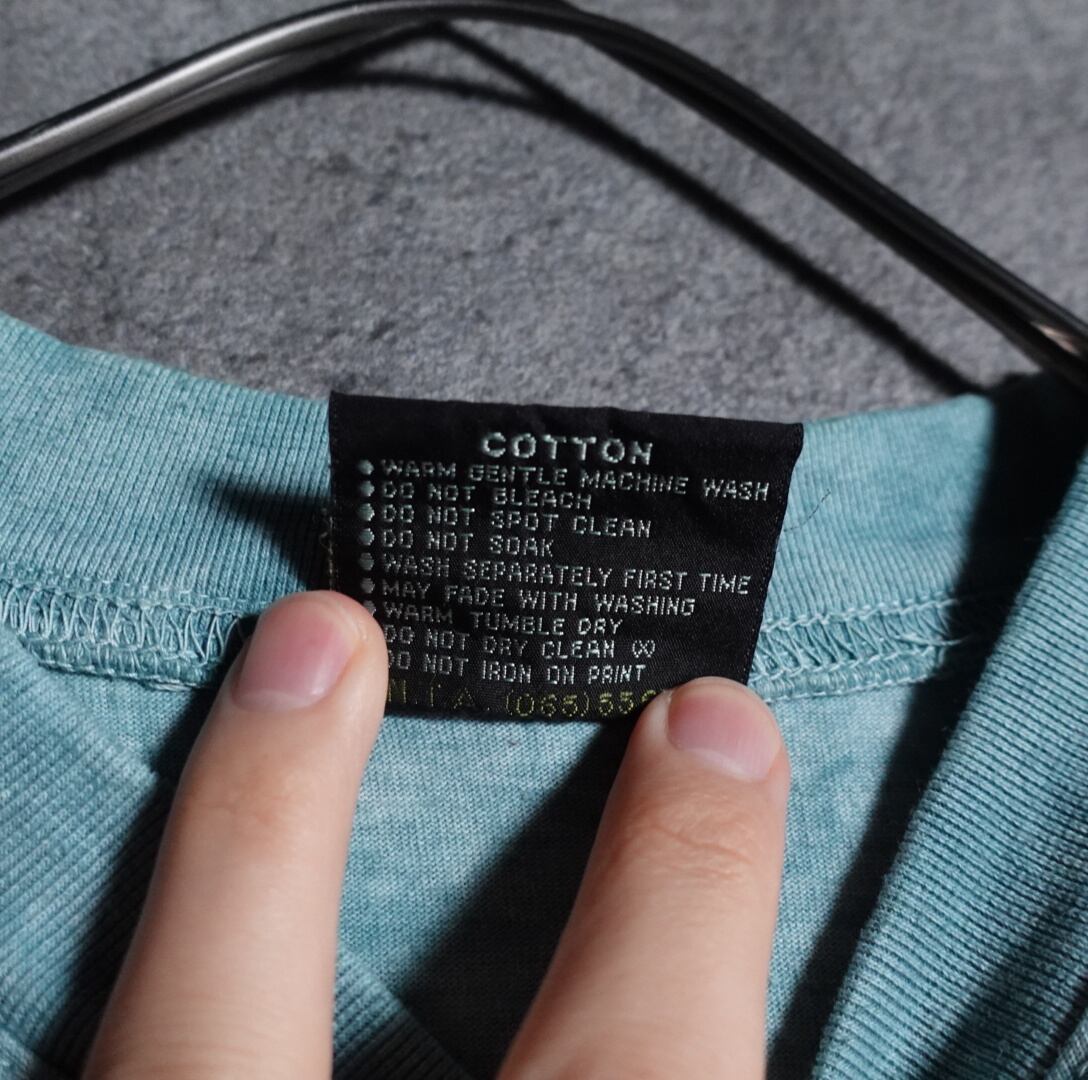 COTTON
● WARM GENTLE MACHINE WASH
● DO NOT BLEACH
● DO NOT SPOT CLEAN
● DO NOT SOAK
● WASH SEPARATELY FIRST TIME
● MAY FADE WITH WASHING
● WARM TUMBLE DRY
DO NOT DRY CLEAN
DO NOT IRON ON PRINT
(065)